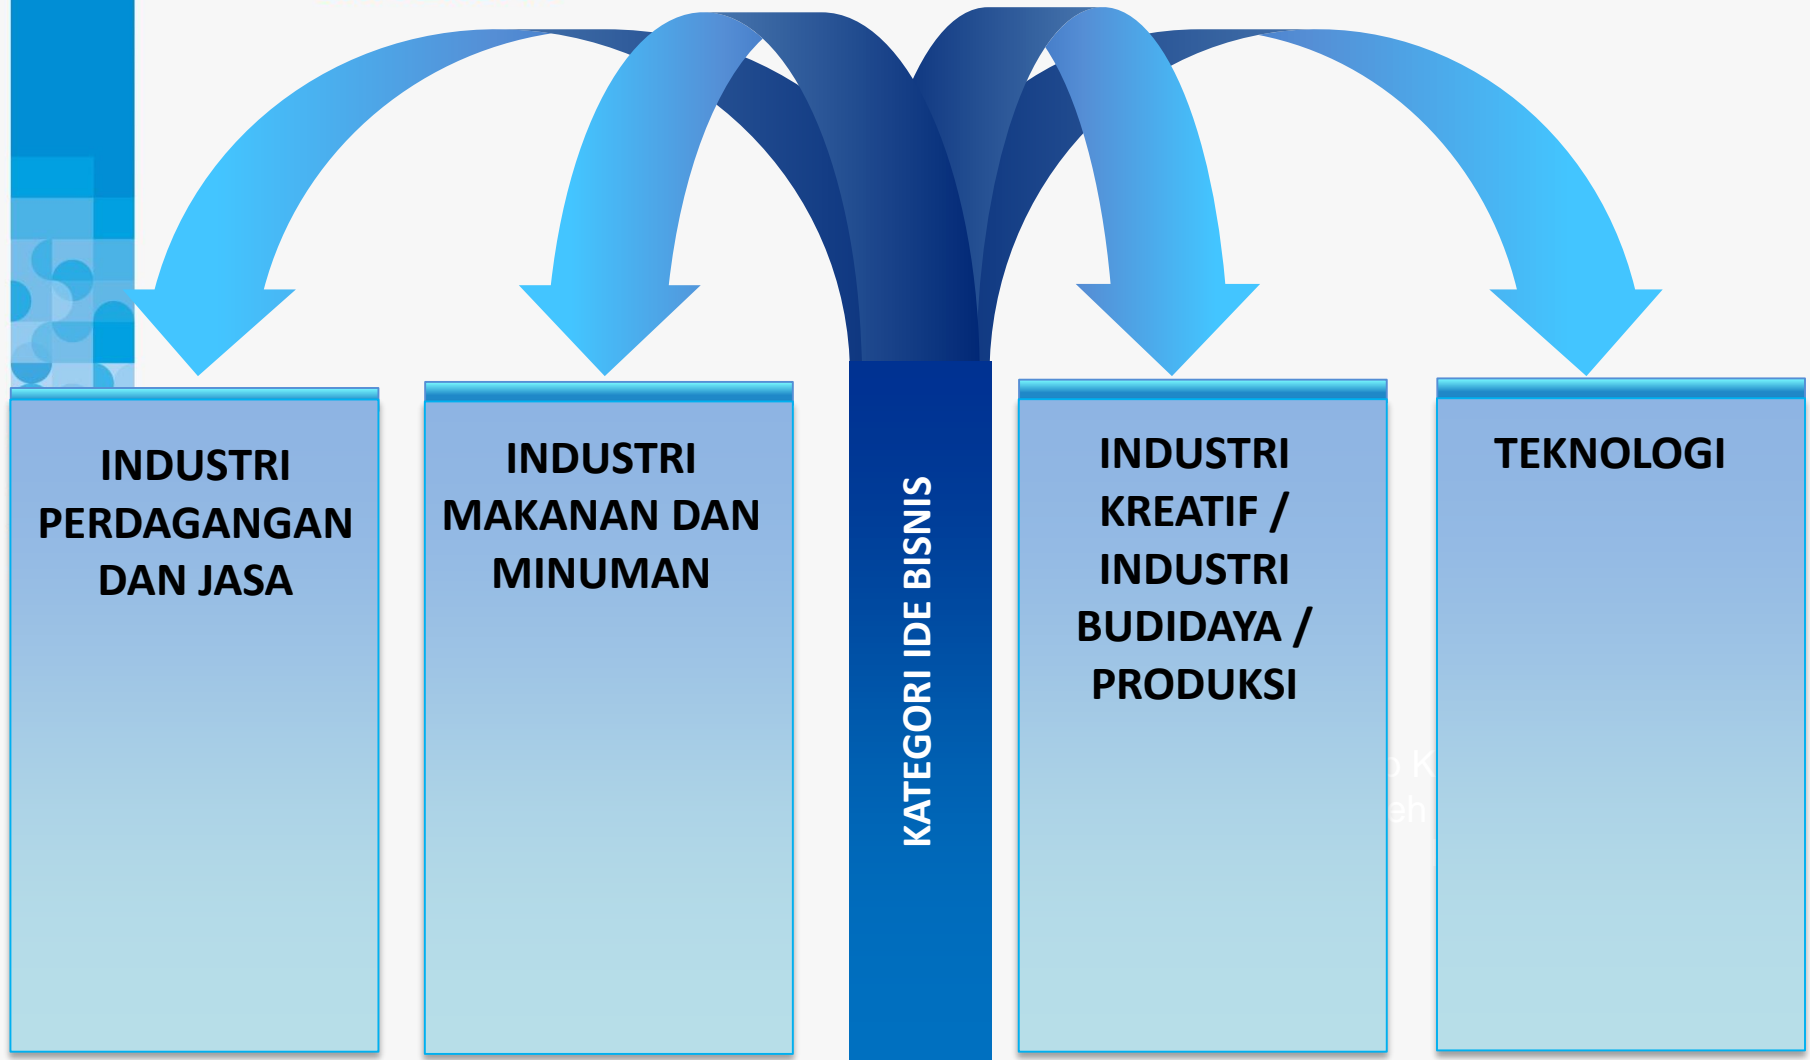 INDUSTRI
PERDAGANGAN
DAN JASA
INDUSTRI
MAKANAN DAN
MINUMAN
KATEGORI IDE BISNIS
INDUSTRI
KREATIF /
INDUSTRI
BUDIDAYA /
PRODUKSI
TEKNOLOGI